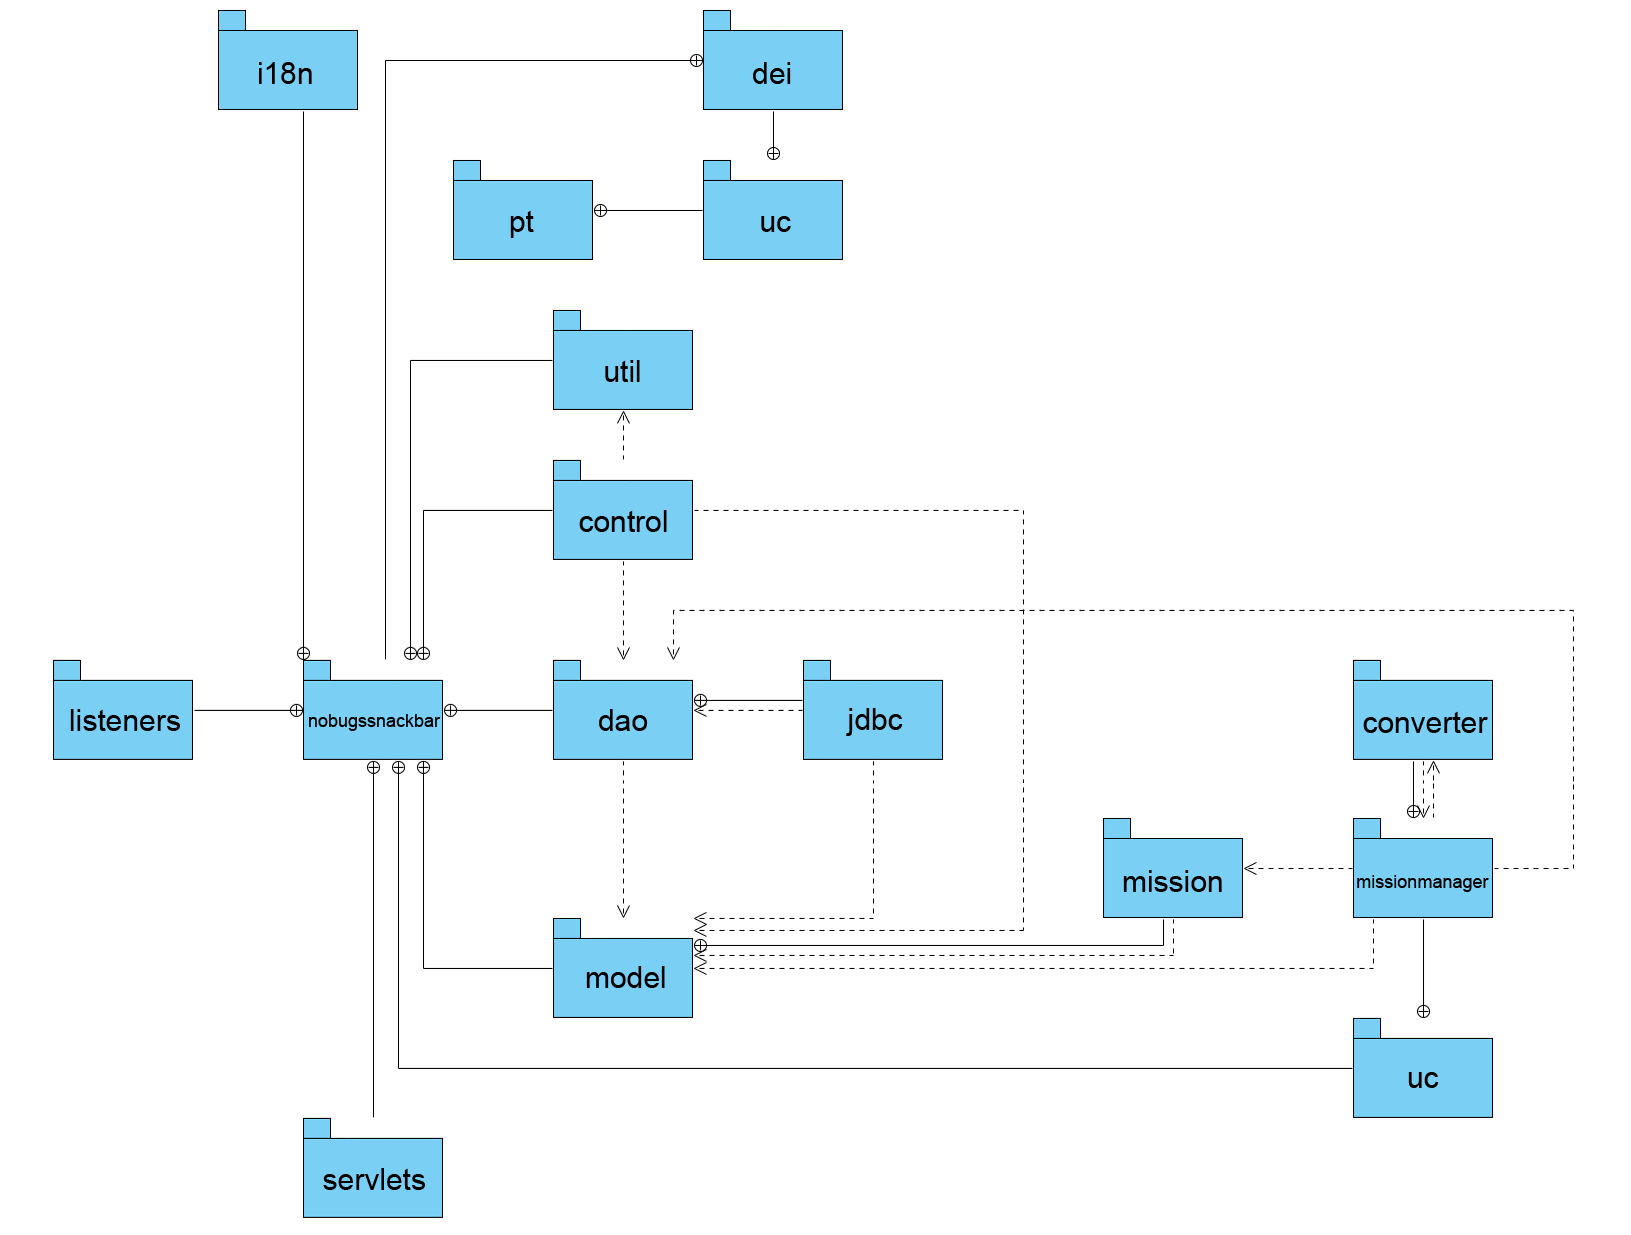 i18n
dei
pt
uc
util
control
listeners
nobugssnackbar
dao
jdbc
converter
mission
missionmanager
model
uc
servlets